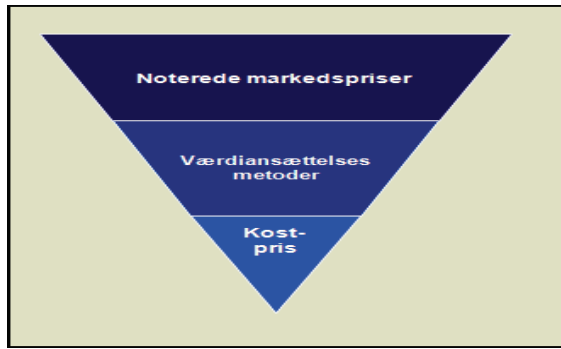 Noterede markedspriser
Værdiansættelses
metoder
Kost-
pris